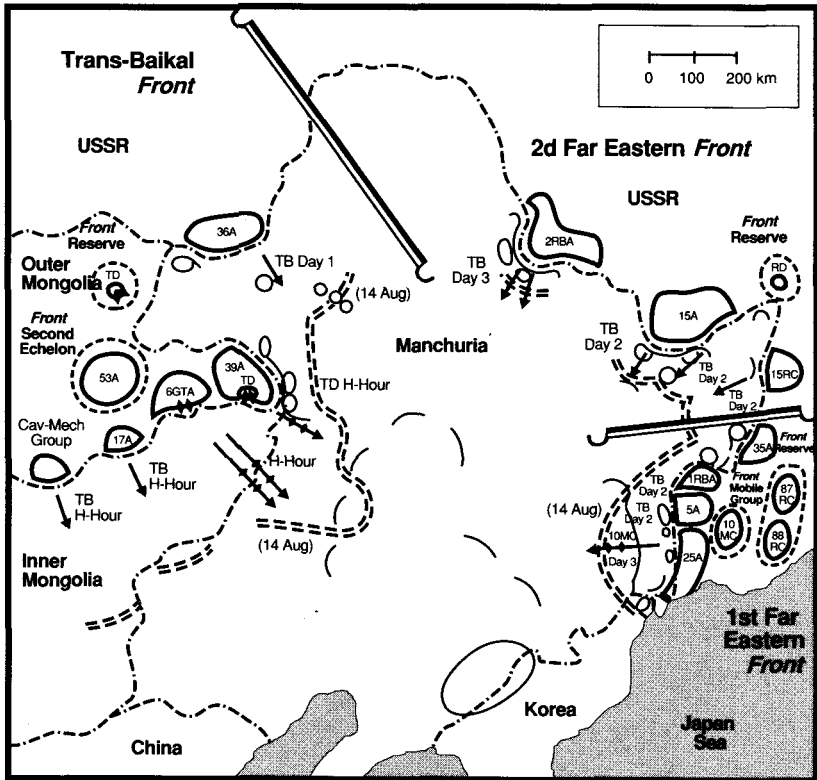 Trans-Baikal
Front
USSR
0 100 200 km
2d Far Eastern Front
USSR
36A
2RBA
Front
Reserve
Front
Reserve
Outer
Mongolia
TD
TB Day 1
TB
Day 3
RD
(14 Aug)
Front
Second
Echelon
15A
TB
Day 2
Manchuria
53A
39A
6GTA
TD
TD H-Hour
TB
Day 2
15RC
TB
Day 2
Cav-Mech
Group
17A
H-Hour
35A
Front
Reserve
TB
H-Hour
TB
H-Hour
TB
Day 2
1RBA
Front
Mobile
Group
87
RC
(14 Aug)
TB
Day 2
5A
10
MC
88
RC
10MC
Day 3
25A
(14 Aug)
Inner
Mongolia
1st Far
Eastern
Front
Korea
Japan
Sea
China